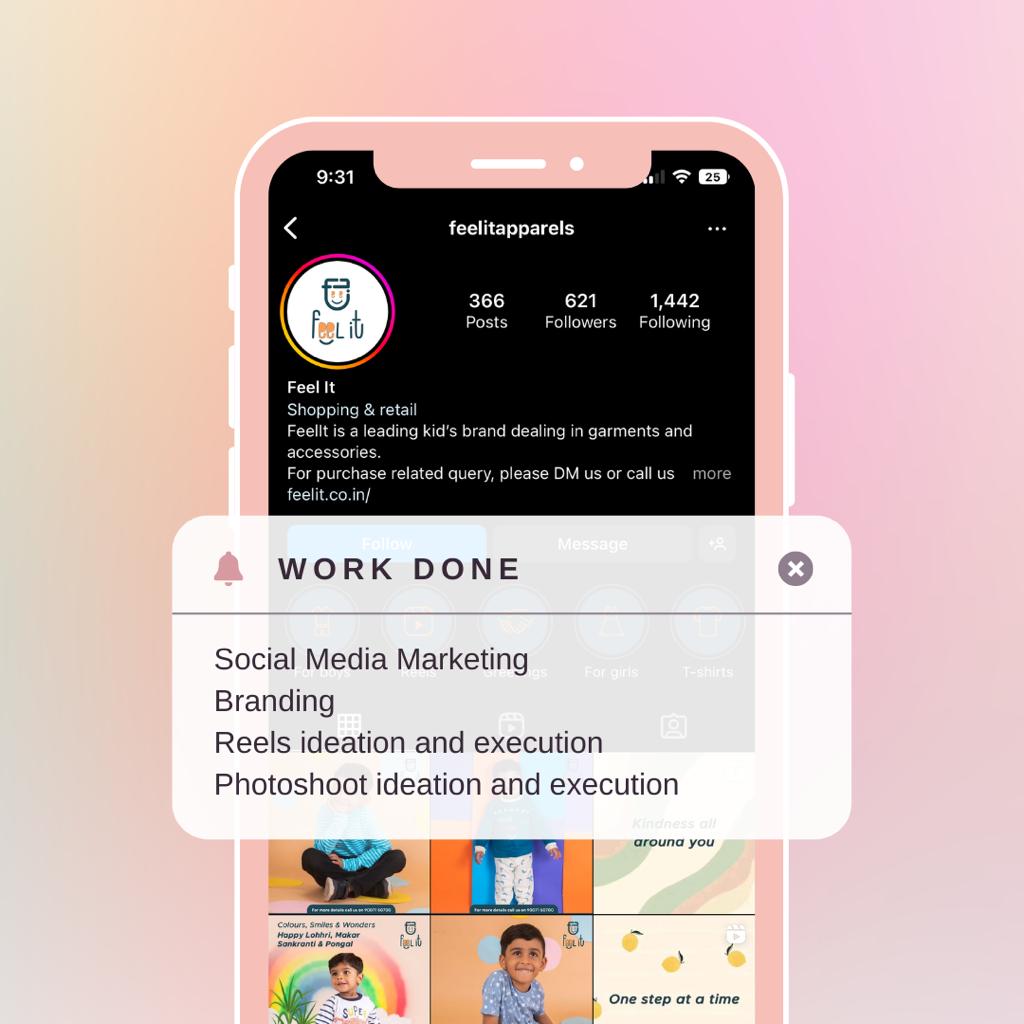 9:31
25
feelitapparels
feel it
366 621 1,442
Posts Followers Following
Feel It
Shopping & retail
FeelIt is a leading kid's brand dealing in garments and
accessories.
For purchase related query, please DM us or call us more
feelit.co.in/
Follow Message
WORK DONE
Social Media Marketing
For boys Reels Greetings For girls T-shirts
Branding
Reels ideation and execution
Photoshoot ideation and execution
Kindness all
around you
For more details call us on 90071 60700
For more details call us on 90071 60700
Colours, Smiles & Wonders
Happy Lohhri, Makar
Sankranti & Pongal
feel it
feel it
SUPER
One step at a time